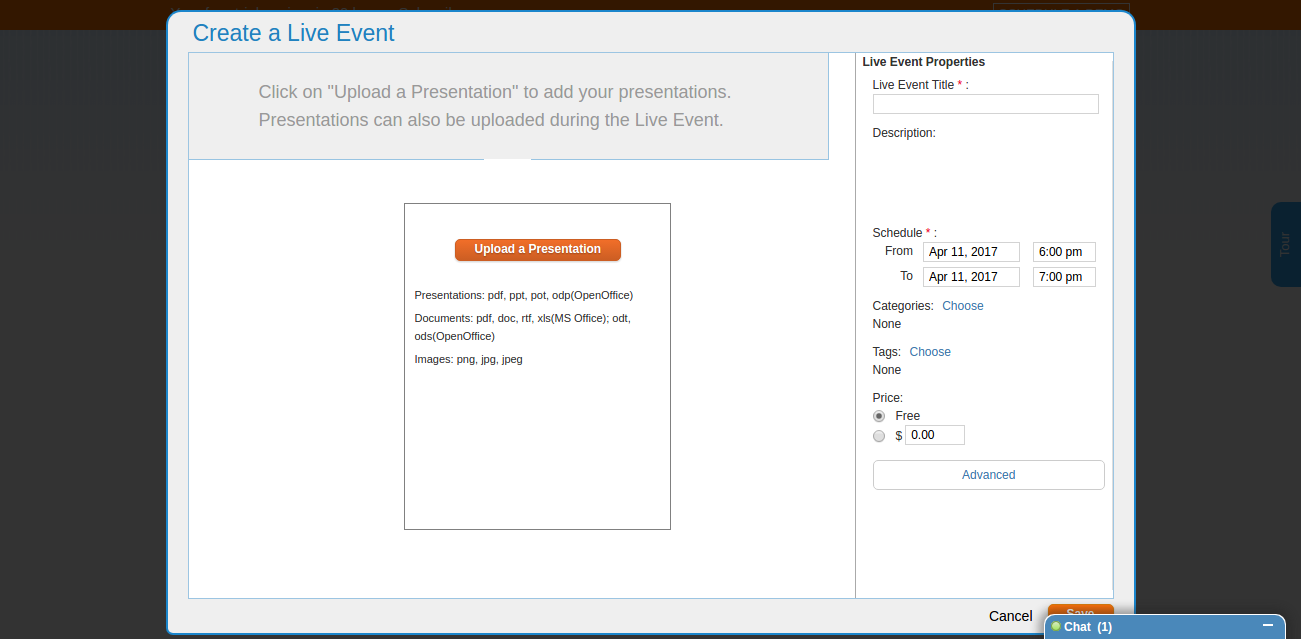 Create a Live Event
Click on "Upload a Presentation" to add your presentations.
Presentations can also be uploaded during the Live Event.
Upload a Presentation
Presentations: pdf, ppt, pot, odp(OpenOffice)
Documents: pdf, doc, rtf, xls(MS Office); odt,
ods(OpenOffice)
Images: png, jpg, jpeg
Live Event Properties
Live Event Title * :
Description:
Schedule * :
From Apr 11, 2017 6:00 pm
To Apr 11, 2017 7:00 pm
Categories: Choose
None
Tags: Choose
None
Price:
Free
$ 0.00
Advanced
Tour
Cancel
Save
Chat (1)